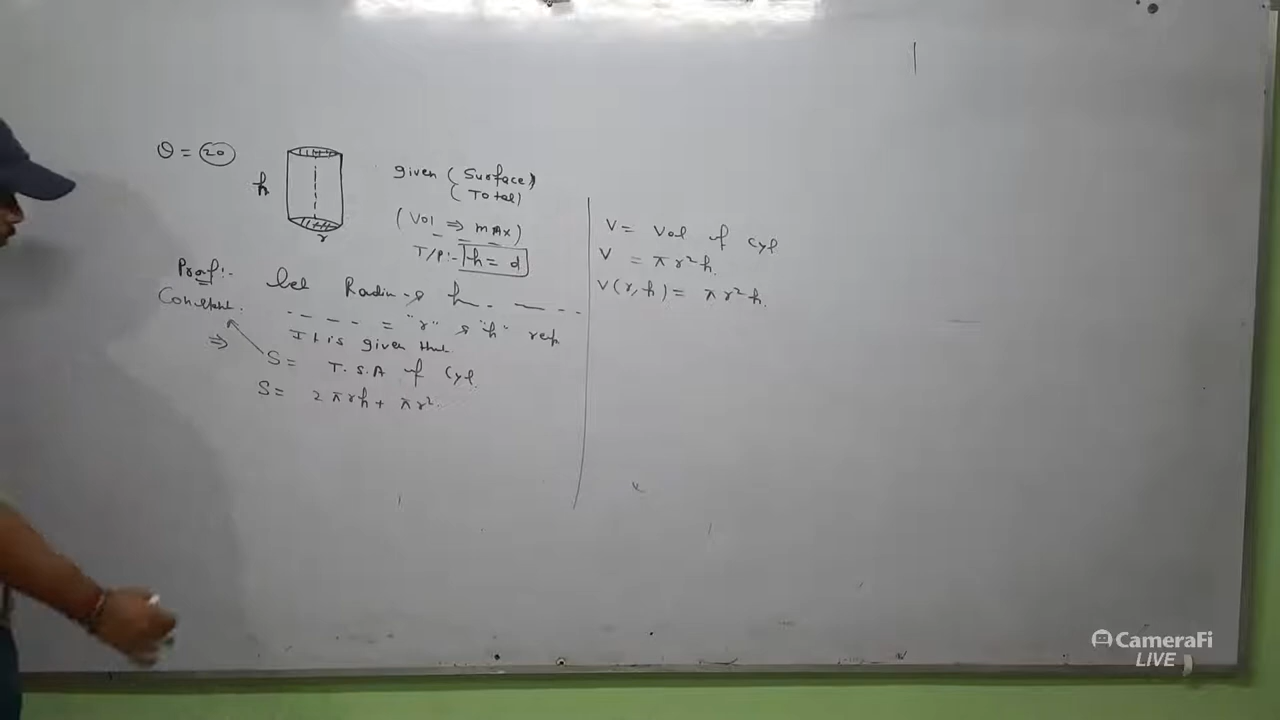 Q = 20
h
r
given (Surface)
(Total)
(Vol ⇒ max)
T/P:- h = d
Proof:- let Radius & h - — - -
Constant. - - - - = "r" & "h" resp
It is given that
⇒ S = T.S.A of Cyl.
S = 2πrh + πr².
V = Vol of Cyl
V = πr²h.
V(r, h) = πr²h.
CameraFi
LIVE